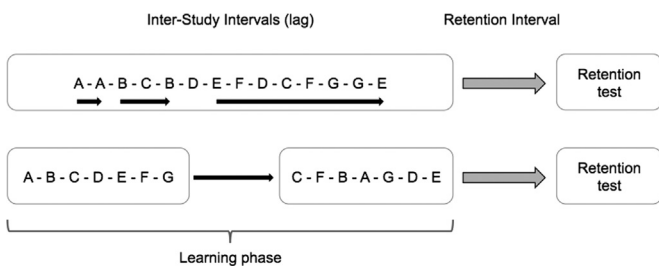 Inter-Study Intervals (lag)
Retention Interval
A - A - B - C - B - D - E - F - D - C - F - G - G - E
Retention
test
A - B - C - D - E - F - G
C - F - B - A - G - D - E
Retention
test
Learning phase